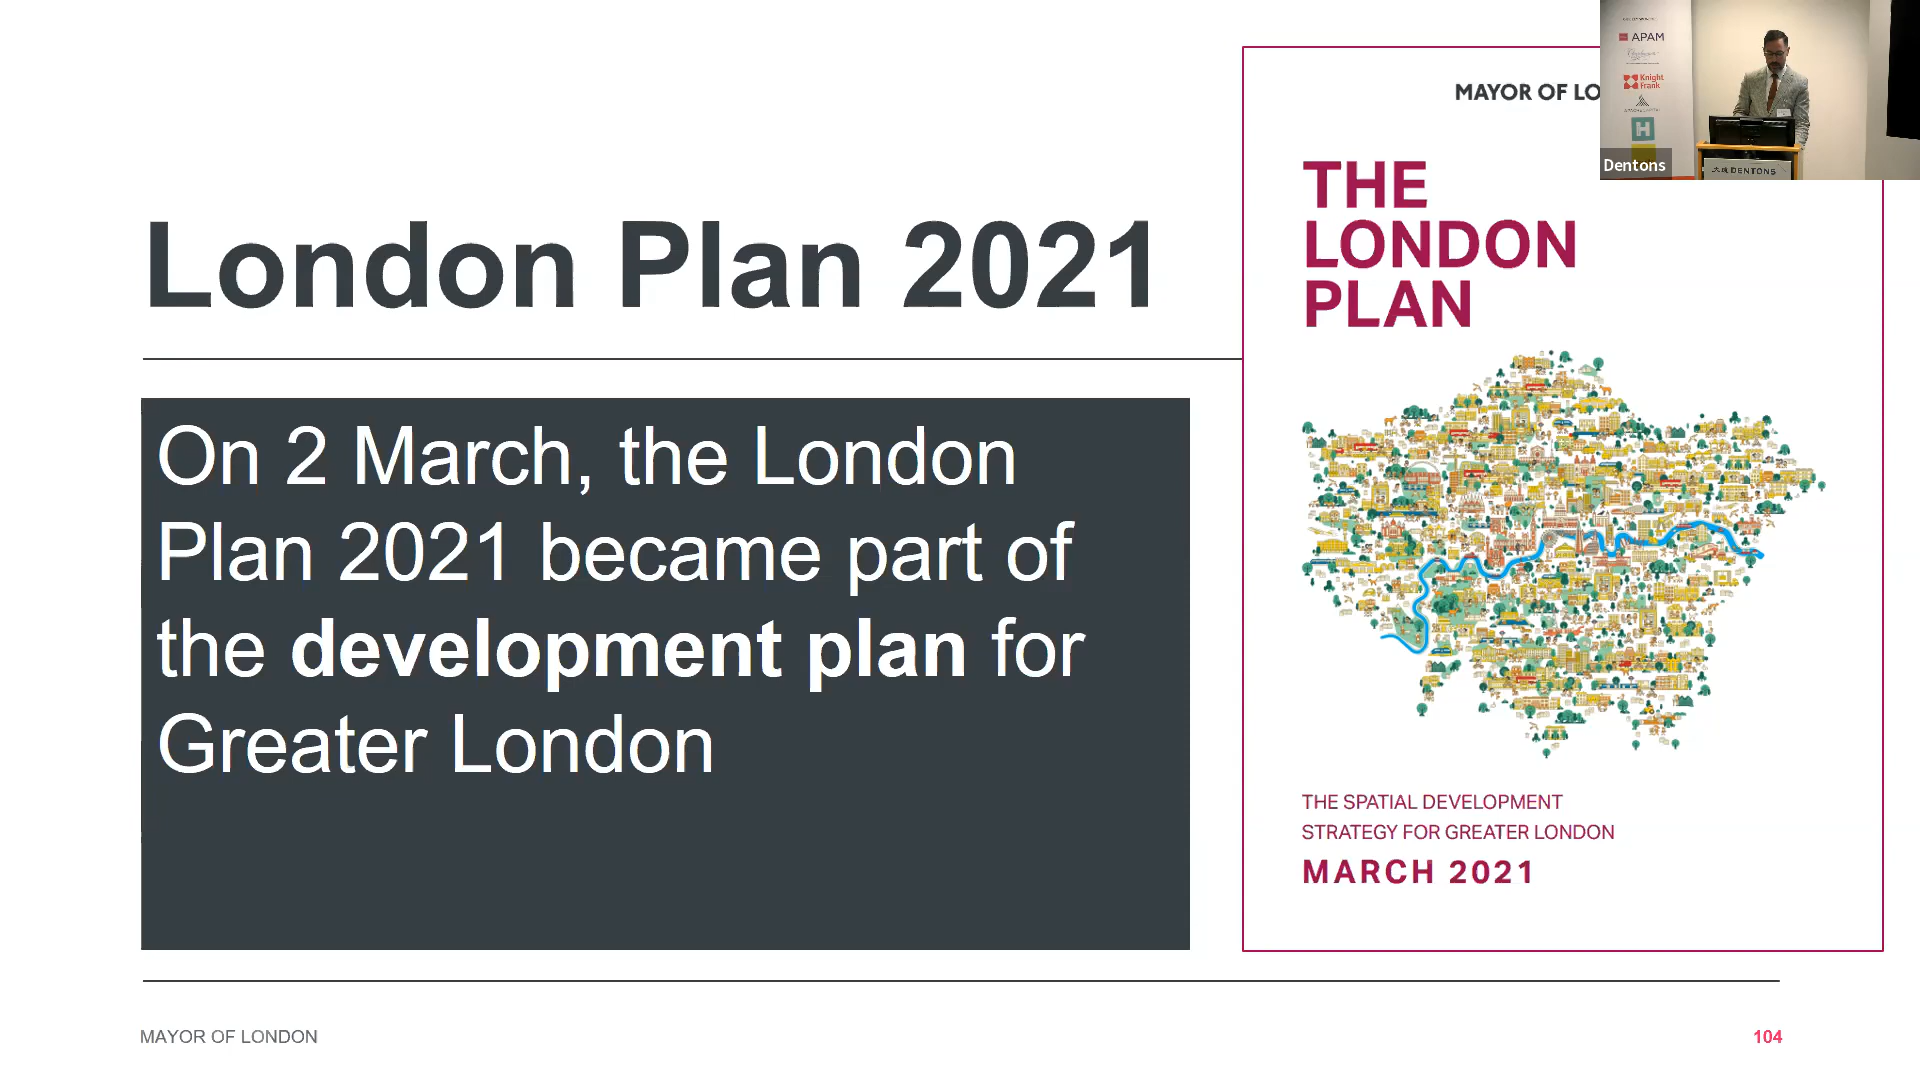 London Plan 2021
On 2 March, the London
Plan 2021 became part of
the development plan for
Greater London
MAYOR OF LO
THE
LONDON
PLAN
THE SPATIAL DEVELOPMENT
STRATEGY FOR GREATER LONDON
MARCH 2021
APAM
Knight
Frank
H
Dentons
大成 DENTONS
MAYOR OF LONDON
104